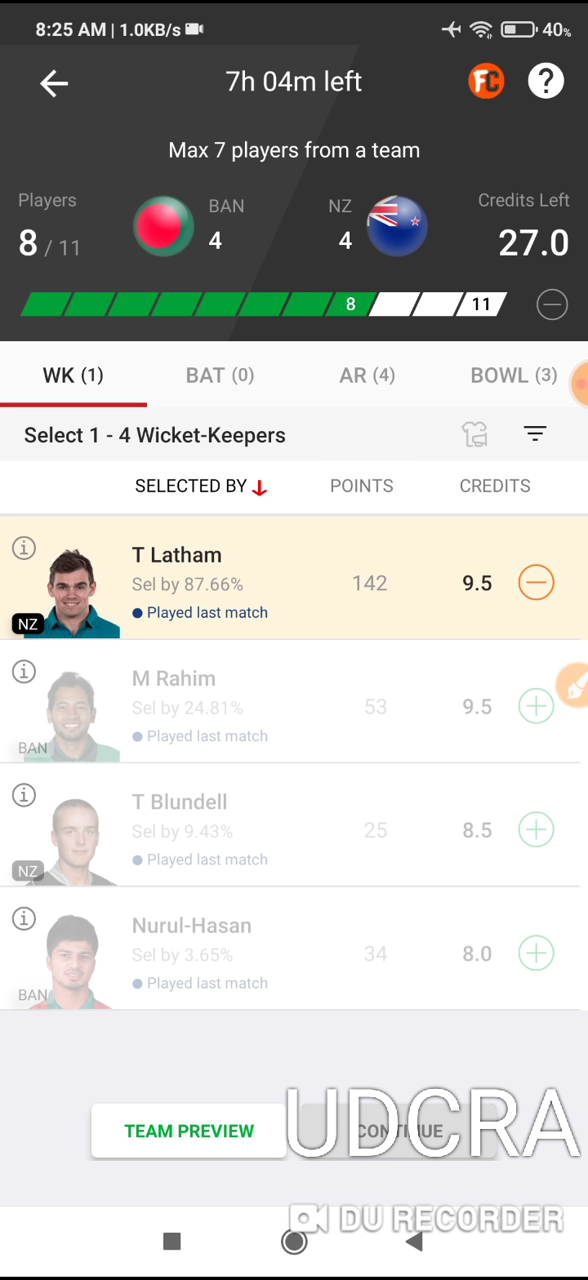 8:25 AM | 1.0KB/s 40%
7h 04m left FC ?
Max 7 players from a team
Players BAN NZ Credits Left
8 / 11 4 4 27.0
8 11
WK (1) BAT (0) AR (4) BOWL (3)
Select 1 - 4 Wicket-Keepers
SELECTED BY POINTS CREDITS
T Latham
Sel by 87.66% 142 9.5
Played last match
NZ
M Rahim
Sel by 24.81% 53 9.5
Played last match
BAN
T Blundell
Sel by 9.43% 25 8.5
Played last match
NZ
Nurul-Hasan
Sel by 3.65% 34 8.0
Played last match
BAN
TEAM PREVIEW CONTINUE
UDCRA
DU RECORDER